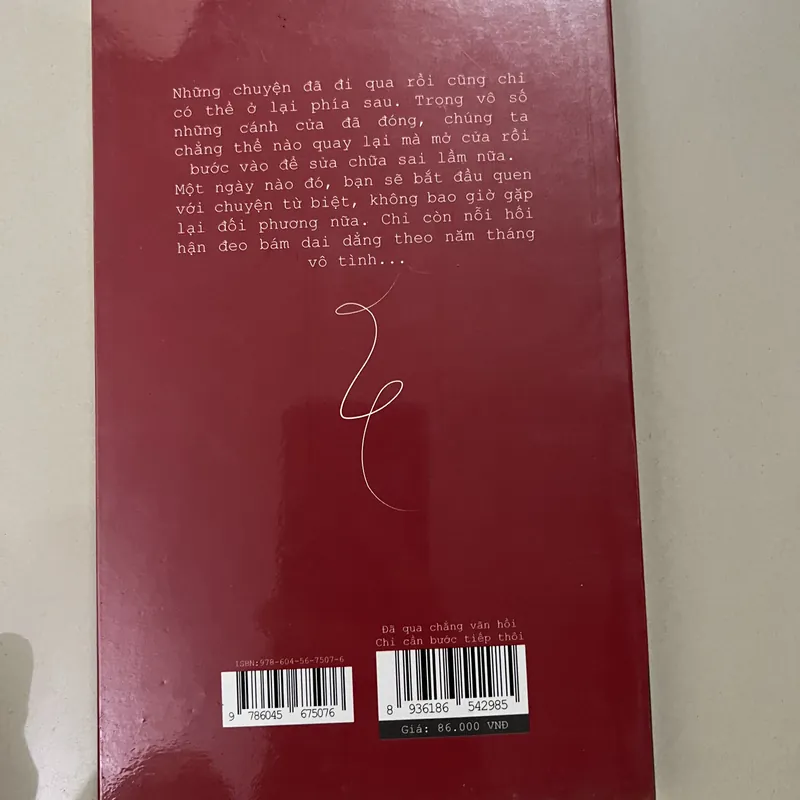 Những chuyện đã đi qua rồi cũng chỉ
có thể ở lại phía sau. Trong vô số
những cánh cửa đã đóng, chúng ta
chẳng thể nào quay lại mà mở cửa rồi
bước vào để sửa chữa sai lầm nữa.
Một ngày nào đó, bạn sẽ bắt đầu quen
với chuyện từ biệt, không bao giờ gặp
lại đối phương nữa. Chỉ còn nỗi hối
hận đeo bám dai dẳng theo năm tháng
vô tình...
Đã qua chẳng vãn hồi
Chỉ cần bước tiếp thôi
ISBN:978-604-56-7507-6
9 786045 675076
8 936186 542985
Giá: 86.000 VNĐ